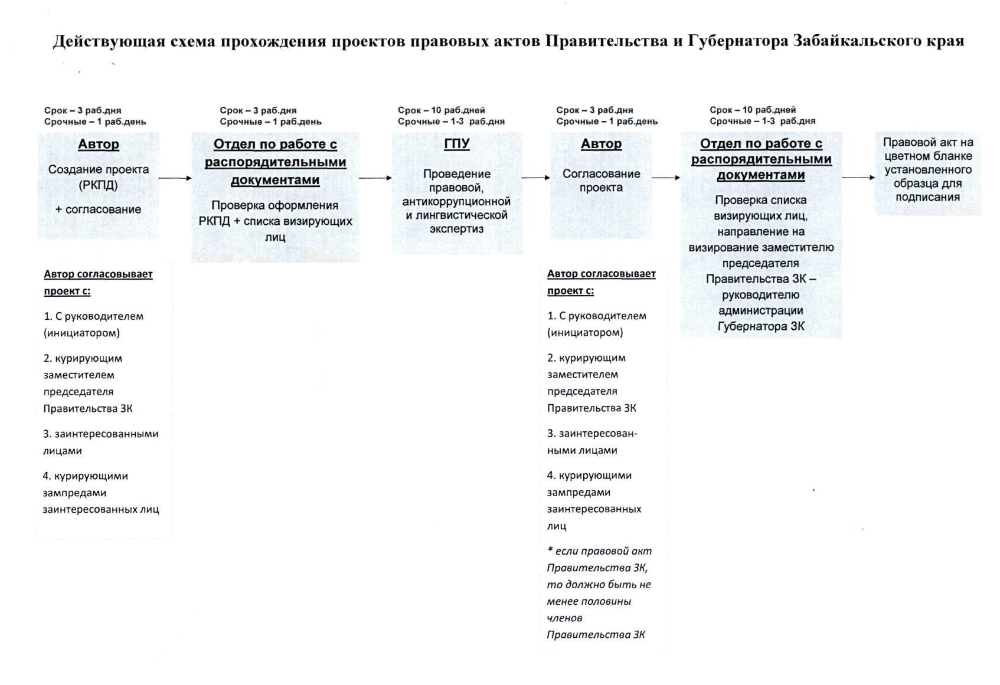 Действующая схема прохождения проектов правовых актов Правительства и Губернатора Забайкальского края
Срок – 3 раб.дня
Срочные – 1 раб.день
Автор
Создание проекта
(РКПД)
+ согласование
Срок – 3 раб.дня
Срочные – 1 раб.день
Отдел по работе с
распорядительными
документами
Проверка оформления
РКПД + списка визирующих
лиц
Срок – 10 раб.дней
Срочные – 1-3 раб.дня
ГПУ
Проведение
правовой,
антикоррупционной
и лингвистической
экспертиз
Срок – 3 раб.дня
Срочные – 1 раб.день
Автор
Согласование
проекта
Срок – 10 раб.дней
Срочные – 1-3 раб.дня
Отдел по работе с
распорядительными
документами
Проверка списка
визирующих лиц,
направление на
визирование заместителю
председателя
Правительства ЗК –
руководителю
администрации
Губернатора ЗК
Правовой акт на
цветном бланке
установленного
образца для
подписания
Автор согласовывает
проект с:
1. С руководителем
(инициатором)
2. курирующим
заместителем
председателя
Правительства ЗК
3. заинтересованными
лицами
4. курирующими
зампредами
заинтересованных лиц
Автор согласовывает
проект с:
1. С руководителем
(инициатором)
2. курирующим
заместителем
председателя
Правительства ЗК
3. заинтересован-
ными лицами
4. курирующими
зампредами
заинтересованных
лиц
* если правовой акт
Правительства ЗК,
то должно быть не
менее половины
членов
Правительства ЗК